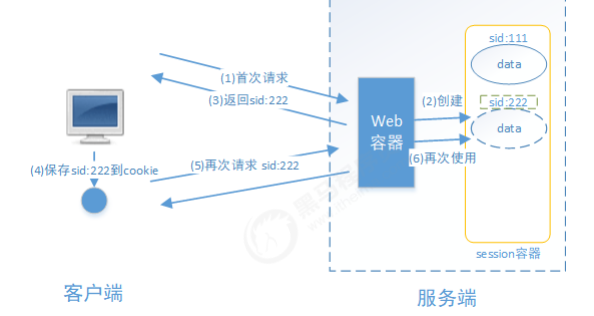 sid:111
data
(1)首次请求
(3)返回sid:222
Web
容器
(2)创建
sid:222
data
(4)保存sid:222到cookie
(5)再次请求 sid:222
(6)再次使用
session容器
客户端
服务端